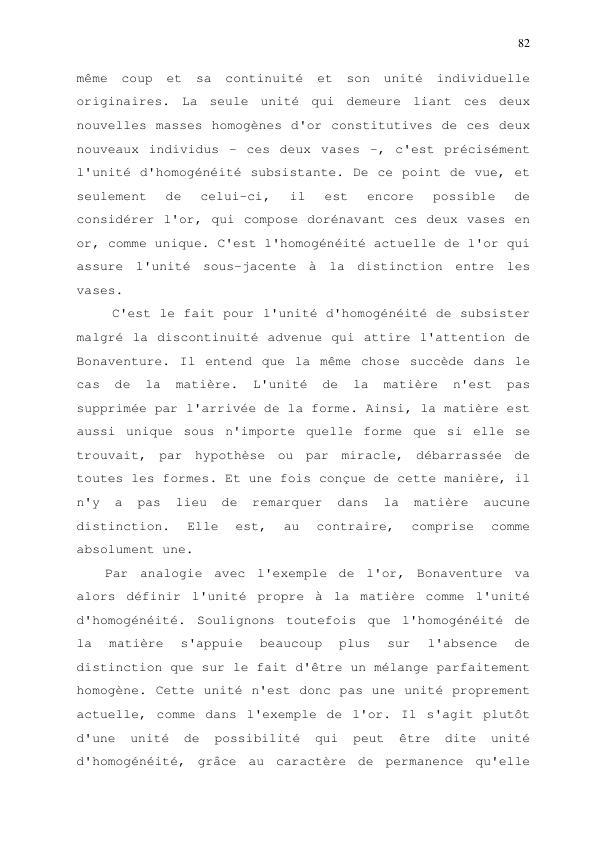 82
même coup et sa continuité et son unité individuelle
originaires. La seule unité qui demeure liant ces deux
nouvelles masses homogènes d'or constitutives de ces deux
nouveaux individus – ces deux vases –, c'est précisément
l'unité d'homogénéité subsistante. De ce point de vue, et
seulement de celui-ci, il est encore possible de
considérer l'or, qui compose dorénavant ces deux vases en
or, comme unique. C'est l'homogénéité actuelle de l'or qui
assure l'unité sous-jacente à la distinction entre les
vases.
C'est le fait pour l'unité d'homogénéité de subsister
malgré la discontinuité advenue qui attire l'attention de
Bonaventure. Il entend que la même chose succède dans le
cas de la matière. L'unité de la matière n'est pas
supprimée par l'arrivée de la forme. Ainsi, la matière est
aussi unique sous n'importe quelle forme que si elle se
trouvait, par hypothèse ou par miracle, débarrassée de
toutes les formes. Et une fois conçue de cette manière, il
n'y a pas lieu de remarquer dans la matière aucune
distinction. Elle est, au contraire, comprise comme
absolument une.
Par analogie avec l'exemple de l'or, Bonaventure va
alors définir l'unité propre à la matière comme l'unité
d'homogénéité. Soulignons toutefois que l'homogénéité de
la matière s'appuie beaucoup plus sur l'absence de
distinction que sur le fait d'être un mélange parfaitement
homogène. Cette unité n'est donc pas une unité proprement
actuelle, comme dans l'exemple de l'or. Il s'agit plutôt
d'une unité de possibilité qui peut être dite unité
d'homogénéité, grâce au caractère de permanence qu'elle